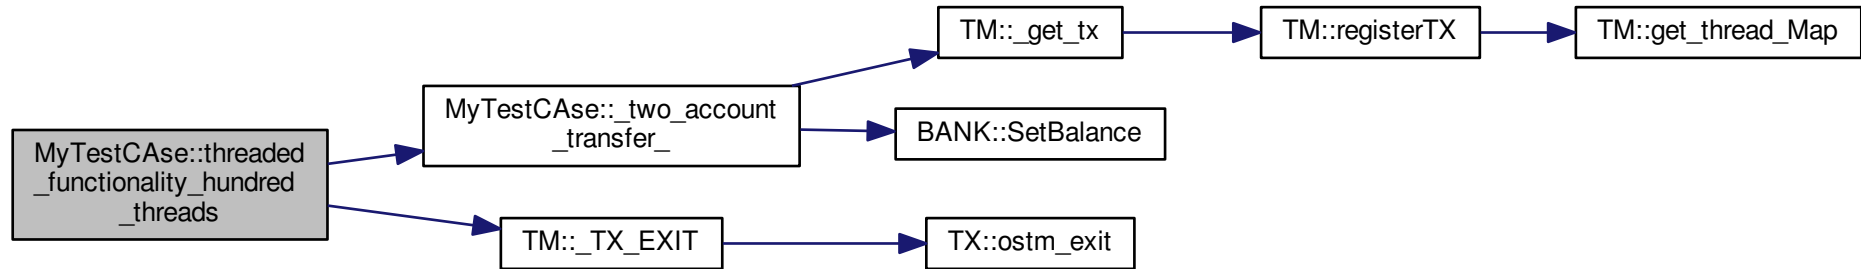 TM::_get_tx
TM::registerTX
TM::get_thread_Map
MyTestCAse::_two_account
_transfer_
BANK::SetBalance
MyTestCAse::threaded
_functionality_hundred
_threads
TM::_TX_EXIT
TX::ostm_exit